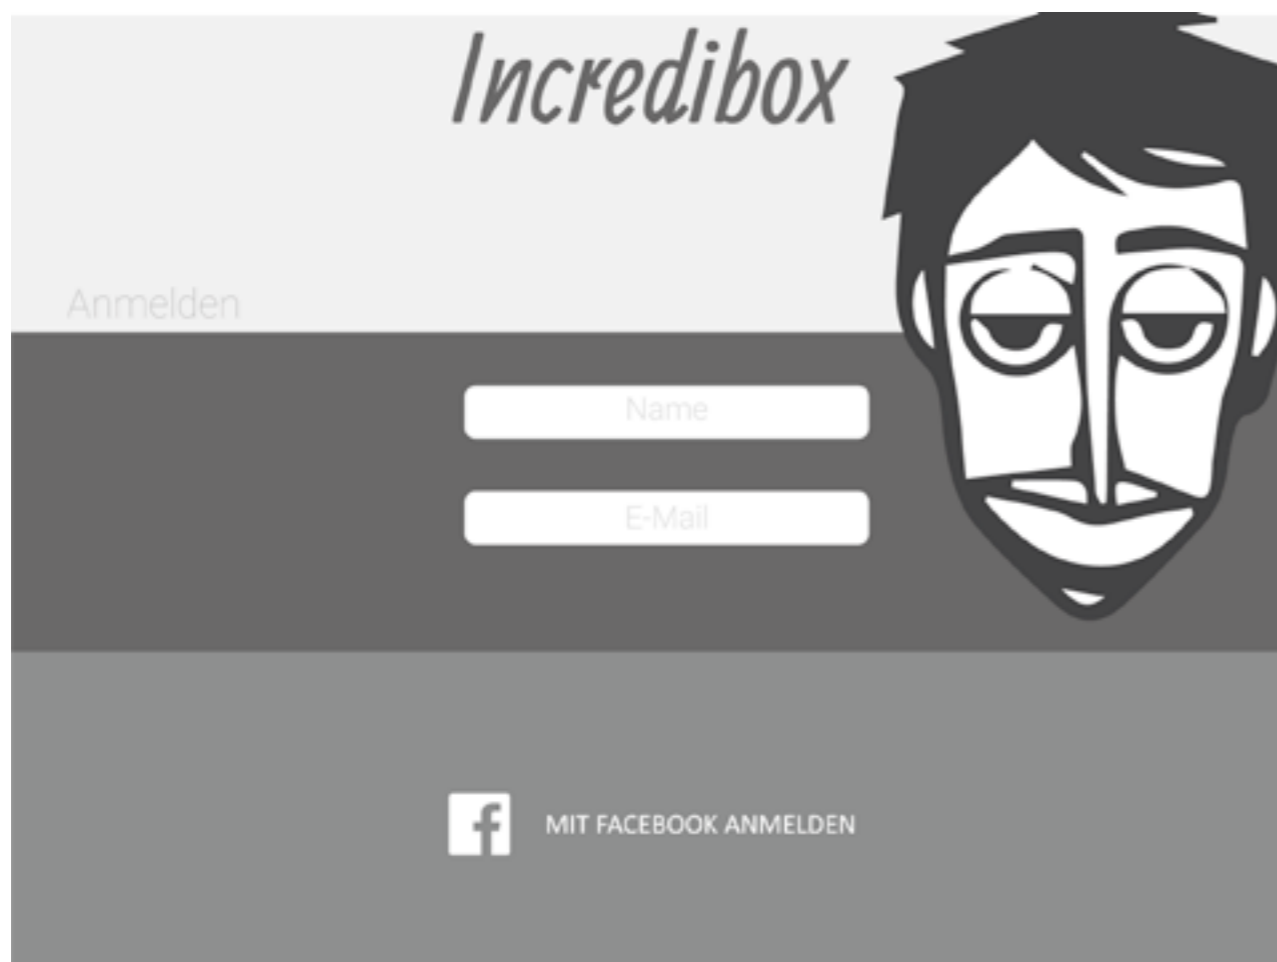 Incredibox
Anmelden
Name
E-Mail
MIT FACEBOOK ANMELDEN